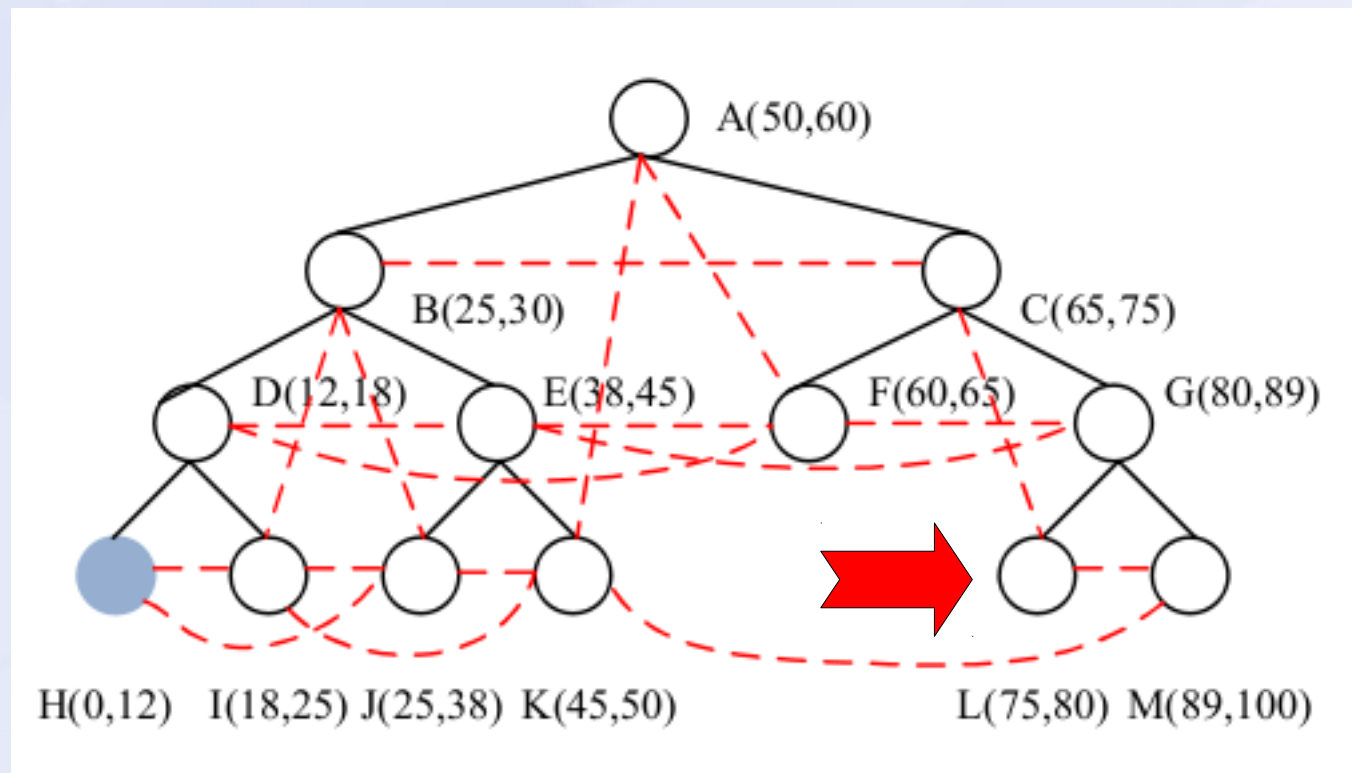 A(50,60)
B(25,30)
C(65,75)
D(12,18)
E(38,45)
F(60,65)
G(80,89)
H(0,12)
I(18,25)
J(25,38)
K(45,50)
L(75,80)
M(89,100)